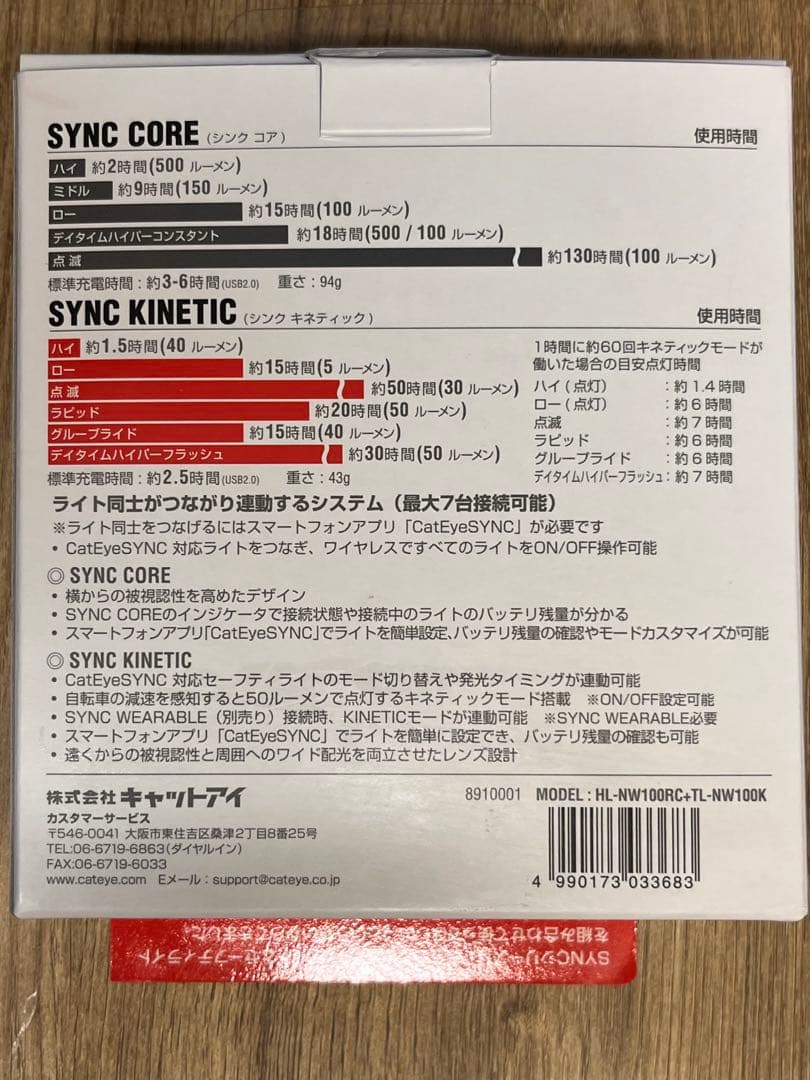 SYNC CORE (シンク コア) 使用時間
ハイ 約2時間(500 ルーメン)
ミドル 約9時間(150 ルーメン)
ロー 約15時間(100 ルーメン)
デイタイムハイパーコンスタント 約18時間(500 / 100 ルーメン)
点滅 約130時間(100 ルーメン)
標準充電時間：約3-6時間(USB2.0) 重さ：94g
SYNC KINETIC (シンク キネティック) 使用時間
ハイ 約1.5時間(40 ルーメン)
ロー 約15時間(5 ルーメン)
点滅 約50時間(30 ルーメン)
ラピッド 約20時間(50 ルーメン)
グループライド 約15時間(40 ルーメン)
デイタイムハイパーフラッシュ 約30時間(50 ルーメン)
標準充電時間：約2.5時間(USB2.0) 重さ：43g
1時間に約60回キネティックモードが
働いた場合の目安点灯時間
ハイ(点灯) ：約1.4時間
ロー(点灯) ：約6時間
点滅 ：約7時間
ラピッド ：約6時間
グループライド ：約6時間
デイタイムハイパーフラッシュ：約7時間
ライト同士がつながり連動するシステム（最大7台接続可能）
※ライト同士をつなげるにはスマートフォンアプリ「CatEyeSYNC」が必要です
・CatEyeSYNC 対応ライトをつなぎ、ワイヤレスですべてのライトをON/OFF操作可能
◎ SYNC CORE
・横からの被視認性を高めたデザイン
・SYNC COREのインジケータで接続状態や接続中のライトのバッテリ残量が分かる
・スマートフォンアプリ「CatEyeSYNC」でライトを簡単設定、バッテリ残量の確認やモードカスタマイズが可能
◎ SYNC KINETIC
・CatEyeSYNC 対応セーフティライトのモード切り替えや発光タイミングが連動可能
・自転車の減速を感知すると50ルーメンで点灯するキネティックモード搭載 ※ON/OFF設定可能
・SYNC WEARABLE（別売り）接続時、KINETICモードが連動可能 ※SYNC WEARABLE必要
・スマートフォンアプリ「CatEyeSYNC」でライトを簡単に設定でき、バッテリ残量の確認も可能
・遠くからの被視認性と周囲へのワイド配光を両立させたレンズ設計
株式会社キャットアイ 8910001 MODEL : HL-NW100RC+TL-NW100K
カスタマーサービス
〒546-0041 大阪市東住吉区桑津2丁目8番25号
TEL:06-6719-6863(ダイヤルイン)
FAX:06-6719-6033
www.cateye.com Eメール：support@cateye.co.jp
4 990173 033683